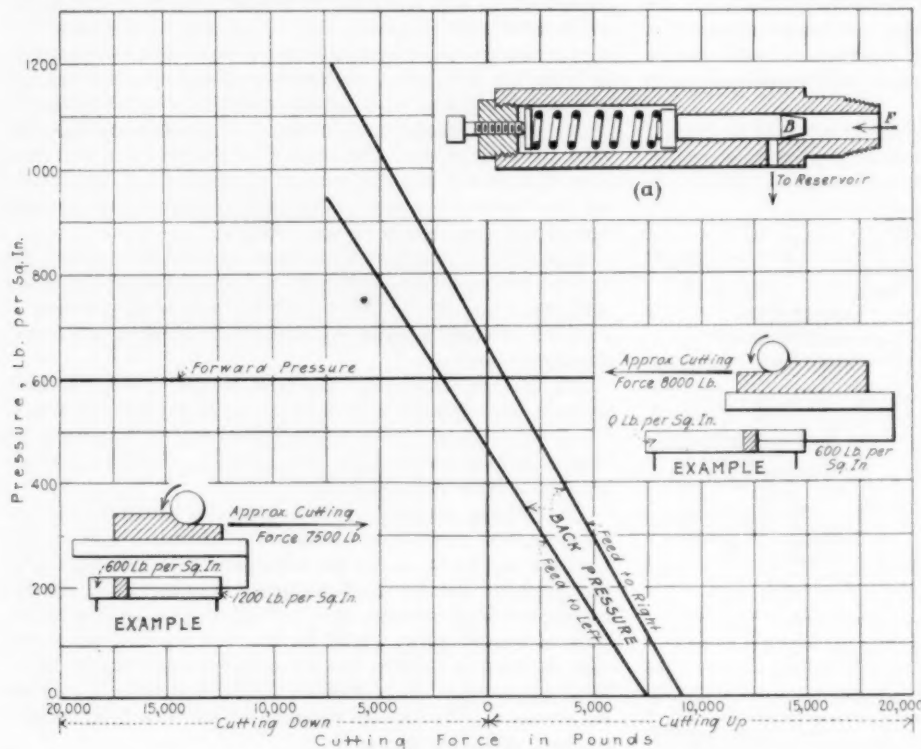 1200
1000
800
600
400
200
0
Pressure, Lb. per Sq. In.
B
F
To Reservoir
(a)
Forward Pressure
Approx. Cutting
Force 8000 Lb.
0 Lb. per Sq. In.
600 Lb. per
Sq. In.
EXAMPLE
Approx Cutting
Force 7500 Lb.
600 Lb. per Sq. In.
1200 Lb. per Sq. In.
EXAMPLE
BACK PRESSURE
Feed to Right
Feed to Left
20,000
15,000
10,000
5,000
0
5,000
10,000
15,000
20,000
Cutting Down
Cutting Up
Cutting Force in Pounds